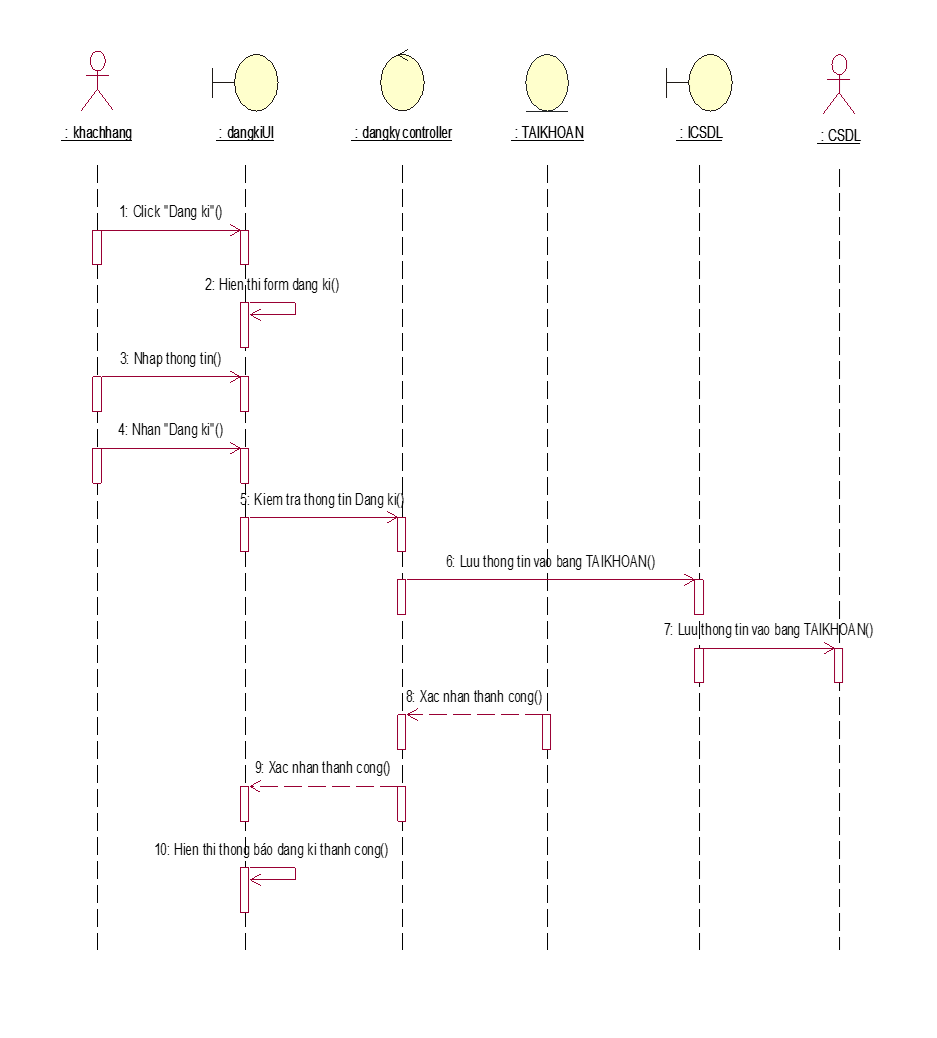 : khachhang
: dangkiUI
: dangky controller
: TAIKHOAN
: ICSDL
: CSDL
1: Click "Dang ki"()
2: Hien thi form dang ki()
3: Nhap thong tin()
4: Nhan "Dang ki"()
5: Kiem tra thong tin Dang ki()
6: Luu thong tin vao bang TAIKHOAN()
7: Luu thong tin vao bang TAIKHOAN()
8: Xac nhan thanh cong()
9: Xac nhan thanh cong()
10: Hien thi thong báo dang ki thanh cong()